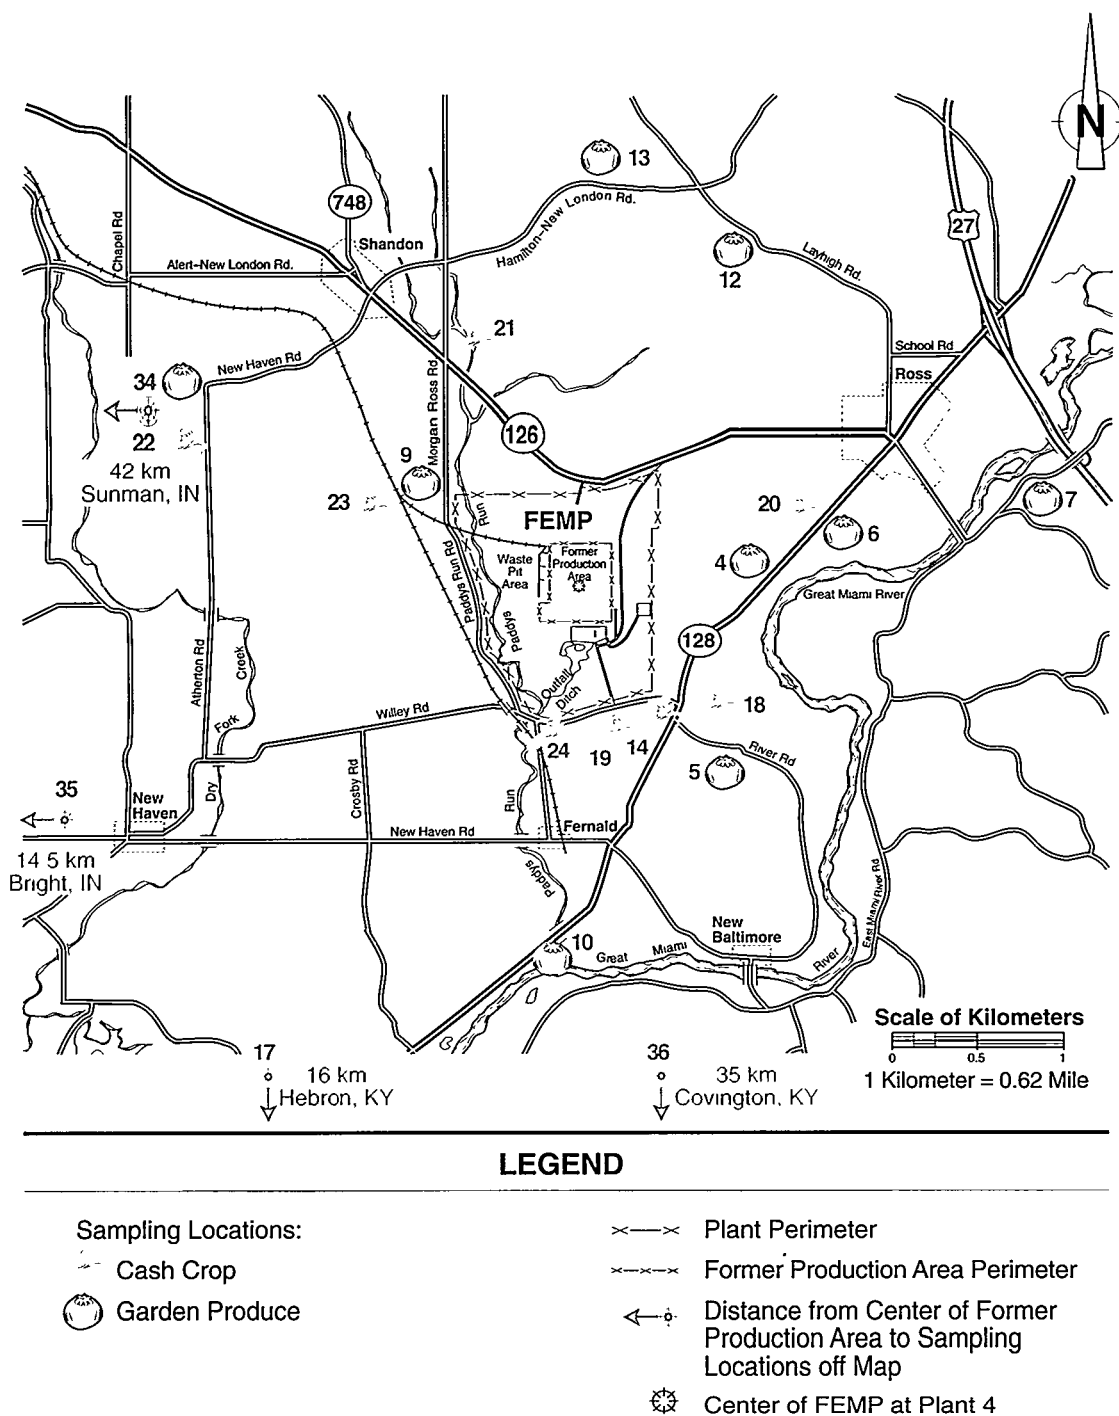 N
13
748
27
Chapel Rd
Shandon
Hamilton-New London Rd.
12
Layhigh Rd.
Alert-New London Rd.
21
School Rd
New Haven Rd
Ross
34
Morgan Ross Rd
22
126
42 km
Sunman, IN
9
23
20
7
FEMP
Run
6
4
Waste
Pit
Area
Former
Production
Area
Paddys Run Rd
Great Miami River
Paddys
128
Atherton Rd
Creek
Outfall
Ditch
Willey Rd
Fork
18
24
19
14
River Rd
5
35
Dry
Crosby Rd
Run
New
Haven
New Haven Rd
Fernald
14 5 km
Bright, IN
Paddys
East Miami River Rd
New
Baltimore
10
Great
Miami
River
Scale of Kilometers
0
0.5
1
1 Kilometer = 0.62 Mile
17
16 km
Hebron, KY
36
35 km
Covington, KY
LEGEND
Sampling Locations:
Cash Crop
Garden Produce
Plant Perimeter
Former Production Area Perimeter
Distance from Center of Former
Production Area to Sampling
Locations off Map
Center of FEMP at Plant 4